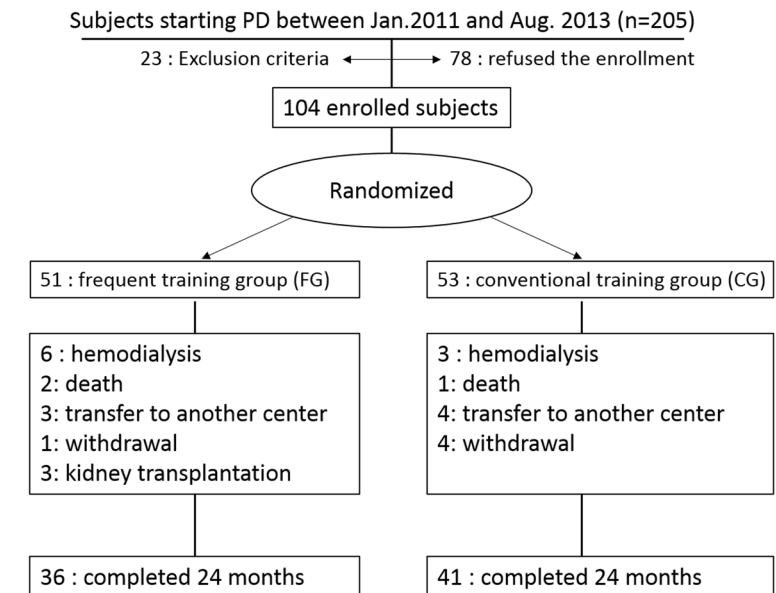 Subjects starting PD between Jan.2011 and Aug. 2013 (n=205)
23 : Exclusion criteria
78 : refused the enrollment
104 enrolled subjects
Randomized
51 : frequent training group (FG)
53 : conventional training group (CG)
6 : hemodialysis
2: death
3: transfer to another center
1: withdrawal
3: kidney transplantation
3 : hemodialysis
1: death
4: transfer to another center
4: withdrawal
36 : completed 24 months
41 : completed 24 months